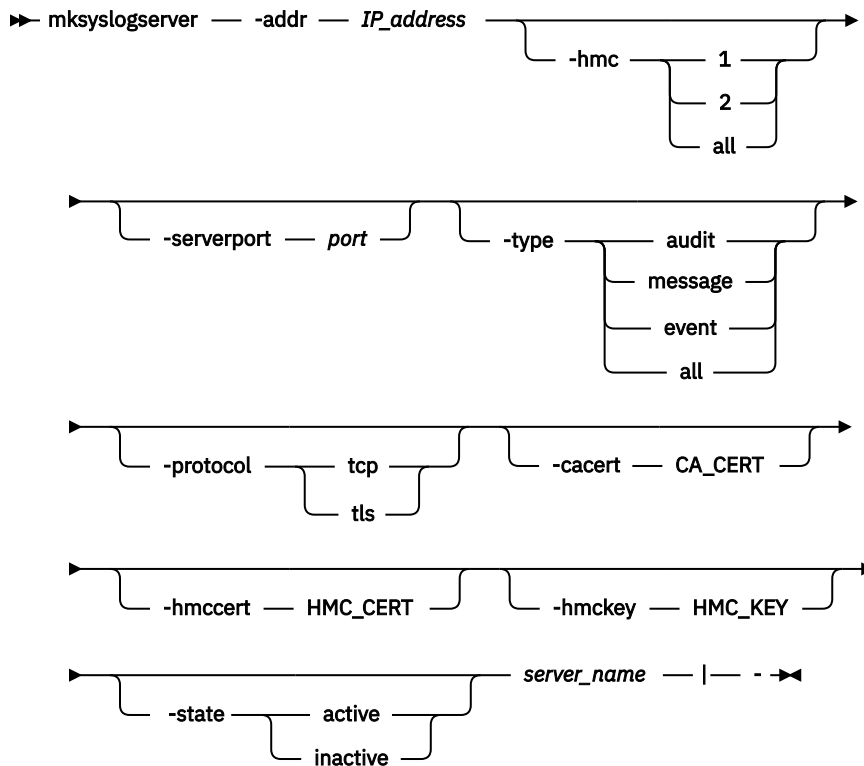 mksyslogserver -addr IP_address
-hmc 1
2
all
-serverport port -type audit
message
event
all
-protocol tcp -cacert CA_CERT
tls
-hmccert HMC_CERT -hmckey HMC_KEY
server_name | -
-state active
inactive